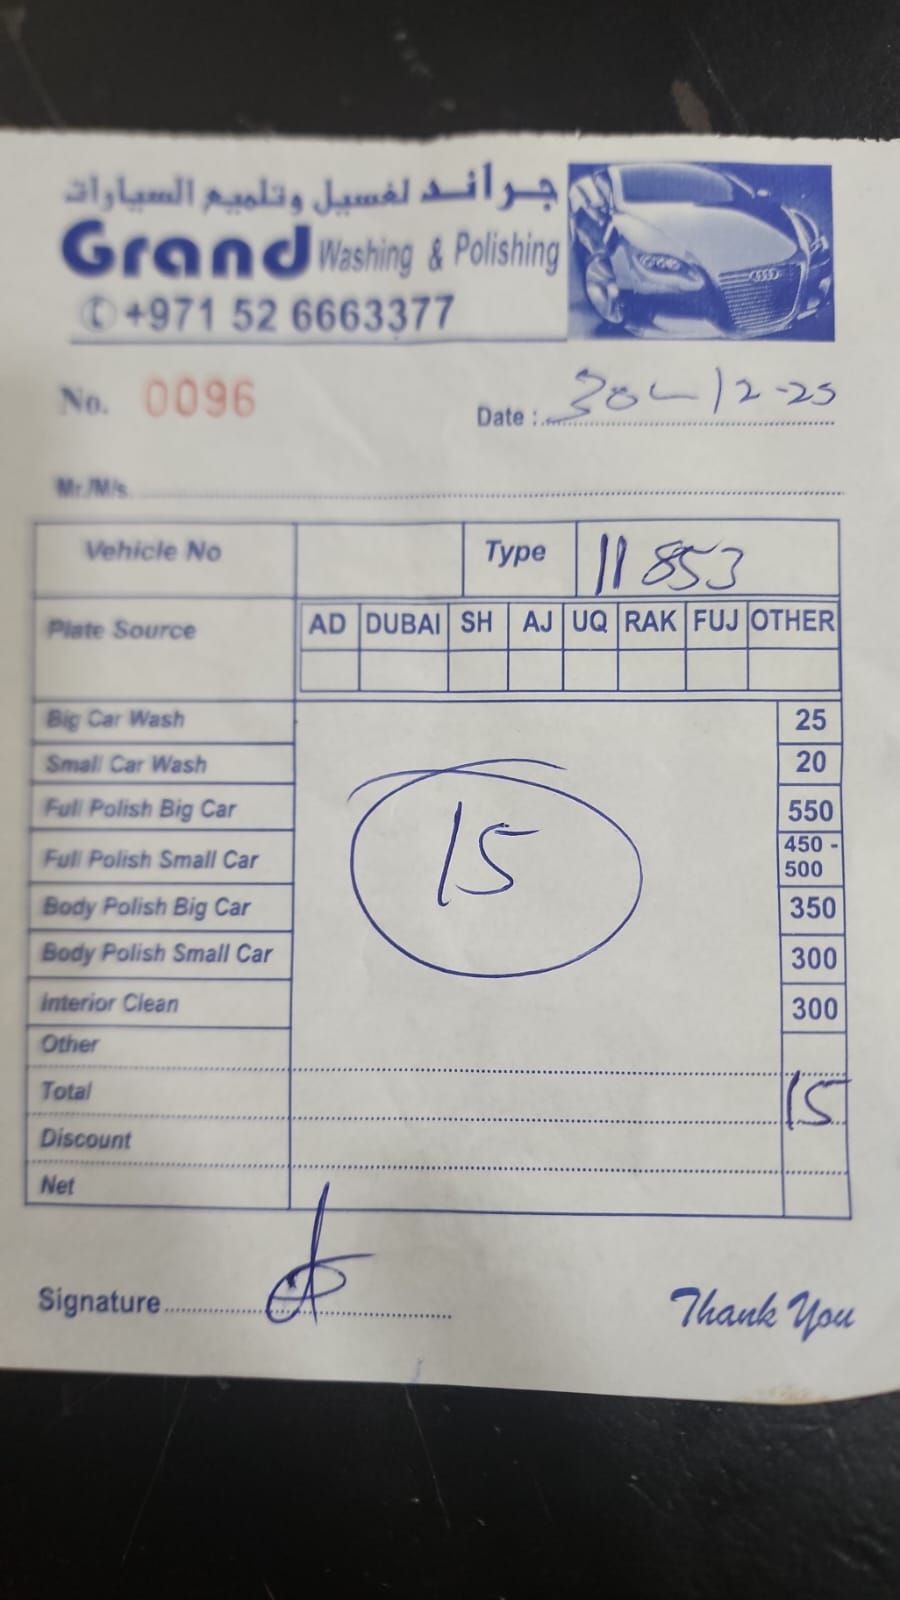 جراند لغسيل وتلميع السيارات
Grand Washing & Polishing
+971 52 6663377
No. 0096
Date : 30-12-25
Mr./M/s.
Vehicle No Type 11853
Plate Source AD DUBAI SH AJ UQ RAK FUJ OTHER
Big Car Wash 25
Small Car Wash 20
Full Polish Big Car 550
Full Polish Small Car 450 - 500
15
Body Polish Big Car 350
Body Polish Small Car 300
Interior Clean 300
Other
Total 15
Discount
Net
Signature
Thank You